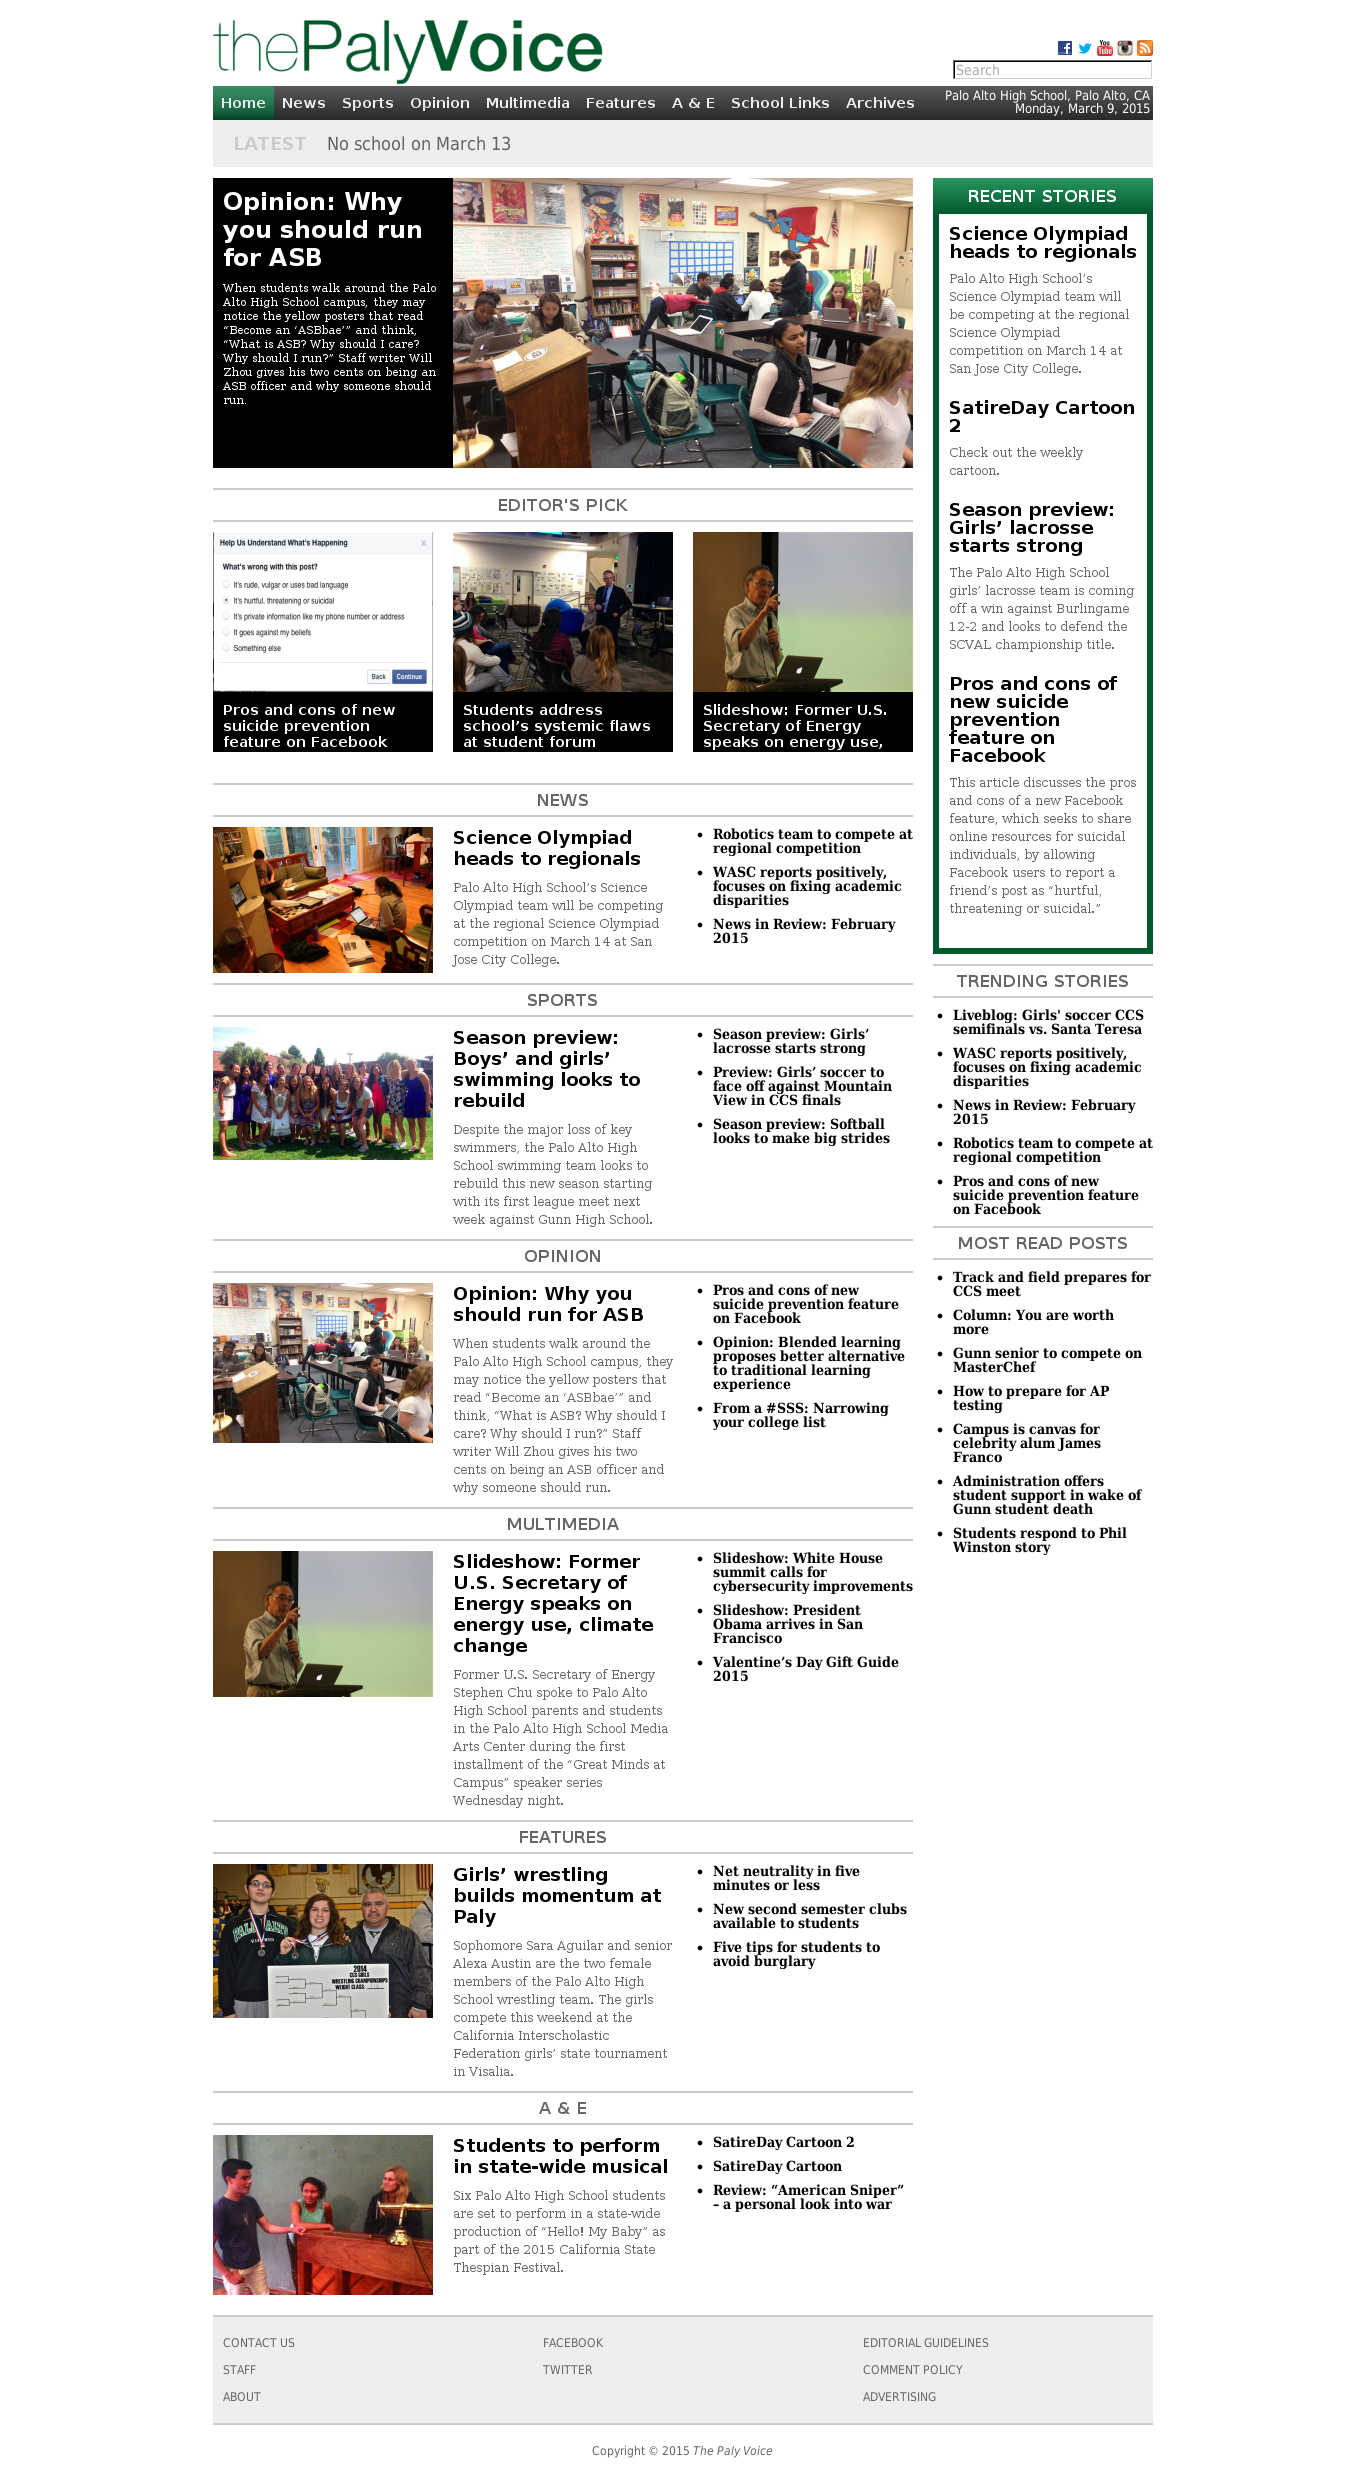 thePalyVoice
Search
Home News Sports Opinion Multimedia Features A & E School Links Archives
Palo Alto High School, Palo Alto, CA
Monday, March 9, 2015
LATEST No school on March 13
Opinion: Why
you should run
for ASB
When students walk around the Palo
Alto High School campus, they may
notice the yellow posters that read
“Become an ‘ASBbae’” and think,
“What is ASB? Why should I care?
Why should I run?” Staff writer Will
Zhou gives his two cents on being an
ASB officer and why someone should
run.
EDITOR'S PICK
Help Us Understand What's Happening
What's wrong with this post?
It's rude, vulgar or uses bad language
It's hurtful, threatening or suicidal
It's private information like my phone number or address
It goes against my beliefs
Something else
Back Continue
Pros and cons of new
suicide prevention
feature on Facebook
Students address
school’s systemic flaws
at student forum
Slideshow: Former U.S.
Secretary of Energy
speaks on energy use,
NEWS
Science Olympiad
heads to regionals
Palo Alto High School’s Science
Olympiad team will be competing
at the regional Science Olympiad
competition on March 14 at San
Jose City College.
Robotics team to compete at
regional competition
WASC reports positively,
focuses on fixing academic
disparities
News in Review: February
2015
SPORTS
Season preview:
Boys’ and girls’
swimming looks to
rebuild
Despite the major loss of key
swimmers, the Palo Alto High
School swimming team looks to
rebuild this new season starting
with its first league meet next
week against Gunn High School.
Season preview: Girls’
lacrosse starts strong
Preview: Girls’ soccer to
face off against Mountain
View in CCS finals
Season preview: Softball
looks to make big strides
OPINION
Opinion: Why you
should run for ASB
When students walk around the
Palo Alto High School campus, they
may notice the yellow posters that
read “Become an ‘ASBbae’” and
think, “What is ASB? Why should I
care? Why should I run?” Staff
writer Will Zhou gives his two
cents on being an ASB officer and
why someone should run.
Pros and cons of new
suicide prevention feature
on Facebook
Opinion: Blended learning
proposes better alternative
to traditional learning
experience
From a #SSS: Narrowing
your college list
MULTIMEDIA
Slideshow: Former
U.S. Secretary of
Energy speaks on
energy use, climate
change
Former U.S. Secretary of Energy
Stephen Chu spoke to Palo Alto
High School parents and students
in the Palo Alto High School Media
Arts Center during the first
installment of the “Great Minds at
Campus” speaker series
Wednesday night.
Slideshow: White House
summit calls for
cybersecurity improvements
Slideshow: President
Obama arrives in San
Francisco
Valentine’s Day Gift Guide
2015
FEATURES
PALO ALTO
2014
CCS GIRLS
WRESTLING CHAMPIONSHIPS
WEIGHT CLASS
Girls’ wrestling
builds momentum at
Paly
Sophomore Sara Aguilar and senior
Alexa Austin are the two female
members of the Palo Alto High
School wrestling team. The girls
compete this weekend at the
California Interscholastic
Federation girls’ state tournament
in Visalia.
Net neutrality in five
minutes or less
New second semester clubs
available to students
Five tips for students to
avoid burglary
A & E
Students to perform
in state-wide musical
Six Palo Alto High School students
are set to perform in a state-wide
production of “Hello! My Baby” as
part of the 2015 California State
Thespian Festival.
SatireDay Cartoon 2
SatireDay Cartoon
Review: “American Sniper”
– a personal look into war
RECENT STORIES
Science Olympiad
heads to regionals
Palo Alto High School’s
Science Olympiad team will
be competing at the regional
Science Olympiad
competition on March 14 at
San Jose City College.
SatireDay Cartoon
2
Check out the weekly
cartoon.
Season preview:
Girls’ lacrosse
starts strong
The Palo Alto High School
girls’ lacrosse team is coming
off a win against Burlingame
12-2 and looks to defend the
SCVAL championship title.
Pros and cons of
new suicide
prevention
feature on
Facebook
This article discusses the pros
and cons of a new Facebook
feature, which seeks to share
online resources for suicidal
individuals, by allowing
Facebook users to report a
friend’s post as “hurtful,
threatening or suicidal.”
TRENDING STORIES
Liveblog: Girls' soccer CCS
semifinals vs. Santa Teresa
WASC reports positively,
focuses on fixing academic
disparities
News in Review: February
2015
Robotics team to compete at
regional competition
Pros and cons of new
suicide prevention feature
on Facebook
MOST READ POSTS
Track and field prepares for
CCS meet
Column: You are worth
more
Gunn senior to compete on
MasterChef
How to prepare for AP
testing
Campus is canvas for
celebrity alum James
Franco
Administration offers
student support in wake of
Gunn student death
Students respond to Phil
Winston story
CONTACT US
STAFF
ABOUT
FACEBOOK
TWITTER
EDITORIAL GUIDELINES
COMMENT POLICY
ADVERTISING
Copyright © 2015 The Paly Voice